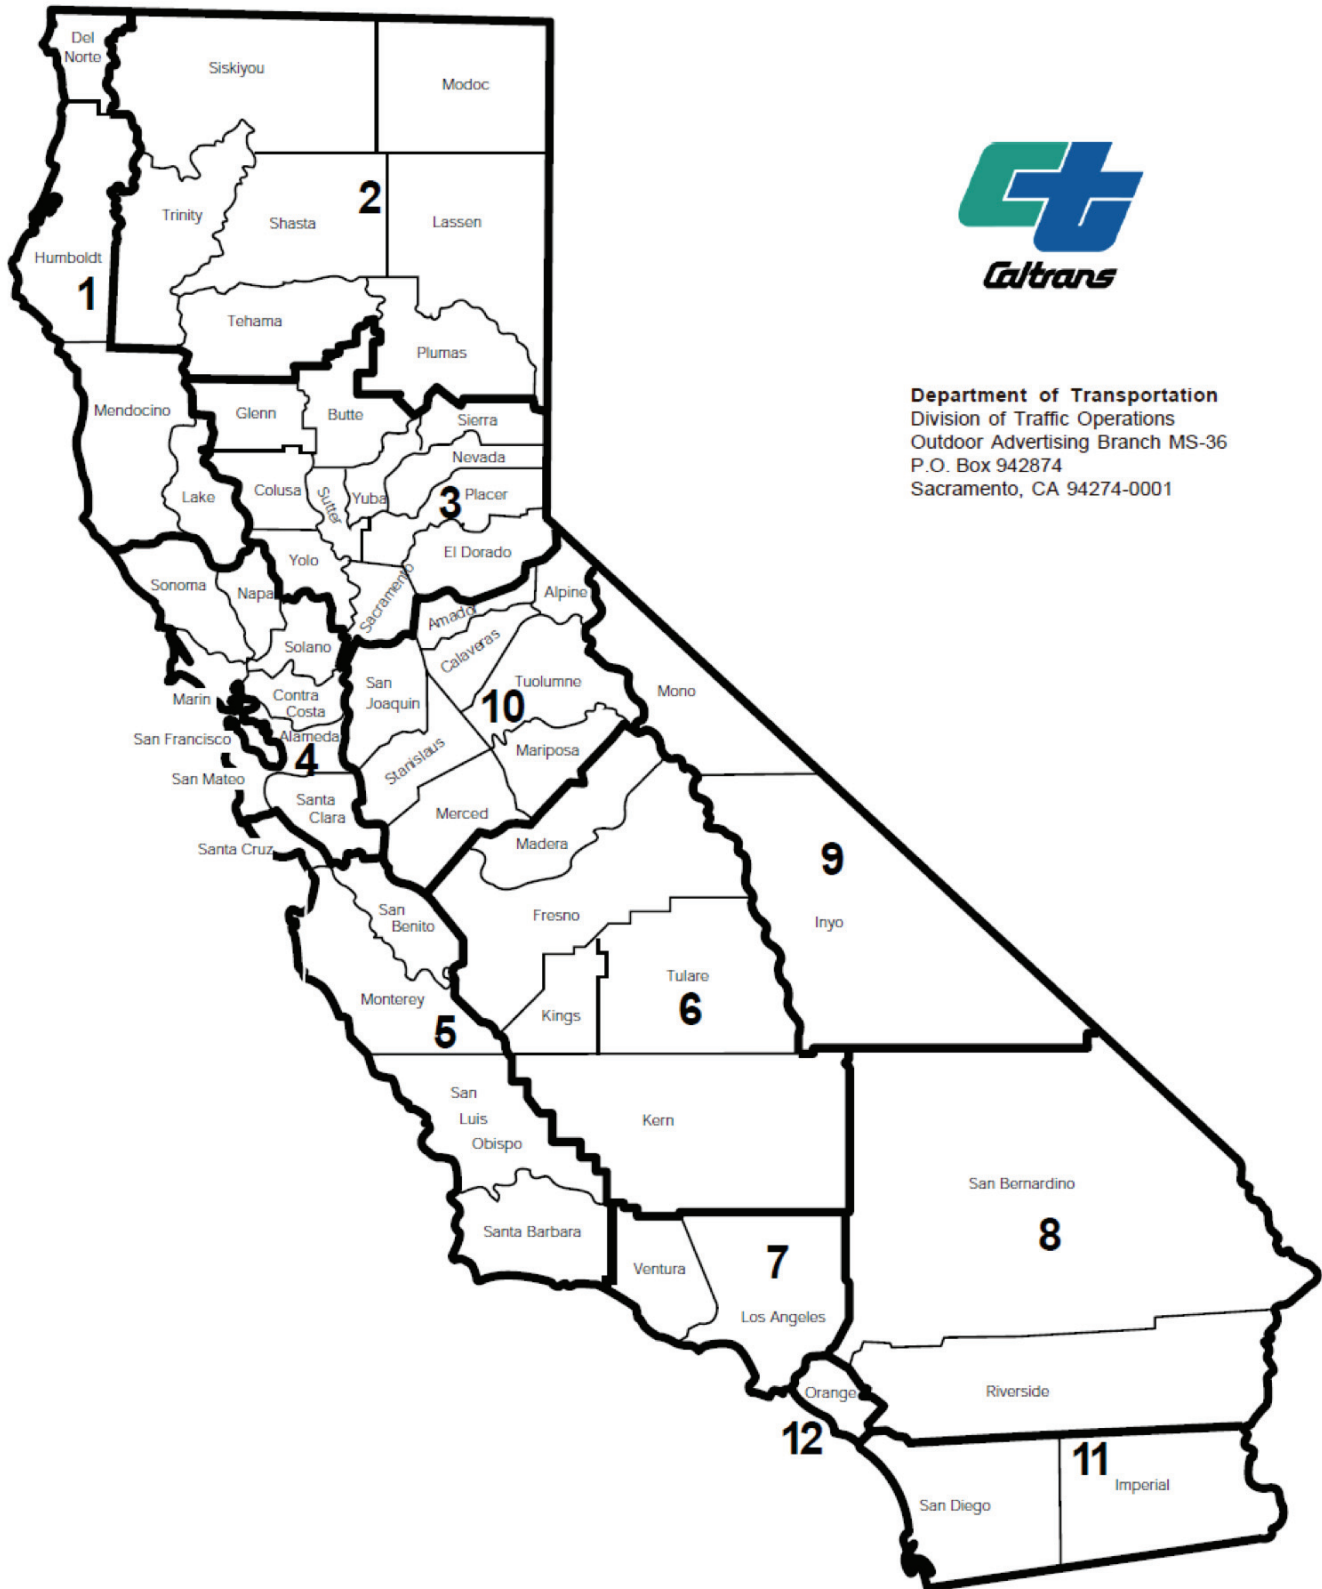 Del
Norte
Siskiyou
Modoc
Trinity
Shasta
2
Lassen
Humboldt
1
Caltrans
Tehama
Plumas
Department of Transportation
Division of Traffic Operations
Outdoor Advertising Branch MS-36
P.O. Box 942874
Sacramento, CA 94274-0001
Mendocino
Glenn
Butte
Sierra
Nevada
Lake
Colusa
Sutter
Yuba
3
Placer
Yolo
El Dorado
Sonoma
Napa
Sacramento
Alpine
Amador
Solano
Calaveras
Marin
Contra
Costa
San
Joaquin
Tuolumne
10
Mono
San Francisco
Alameda
4
Stanislaus
Mariposa
San Mateo
Santa
Clara
Merced
Santa Cruz
Madera
9
Inyo
San
Benito
Fresno
Tulare
6
Monterey
5
Kings
San
Luis
Obispo
Kern
San Bernardino
8
Santa Barbara
Ventura
7
Los Angeles
Orange
12
Riverside
11
Imperial
San Diego